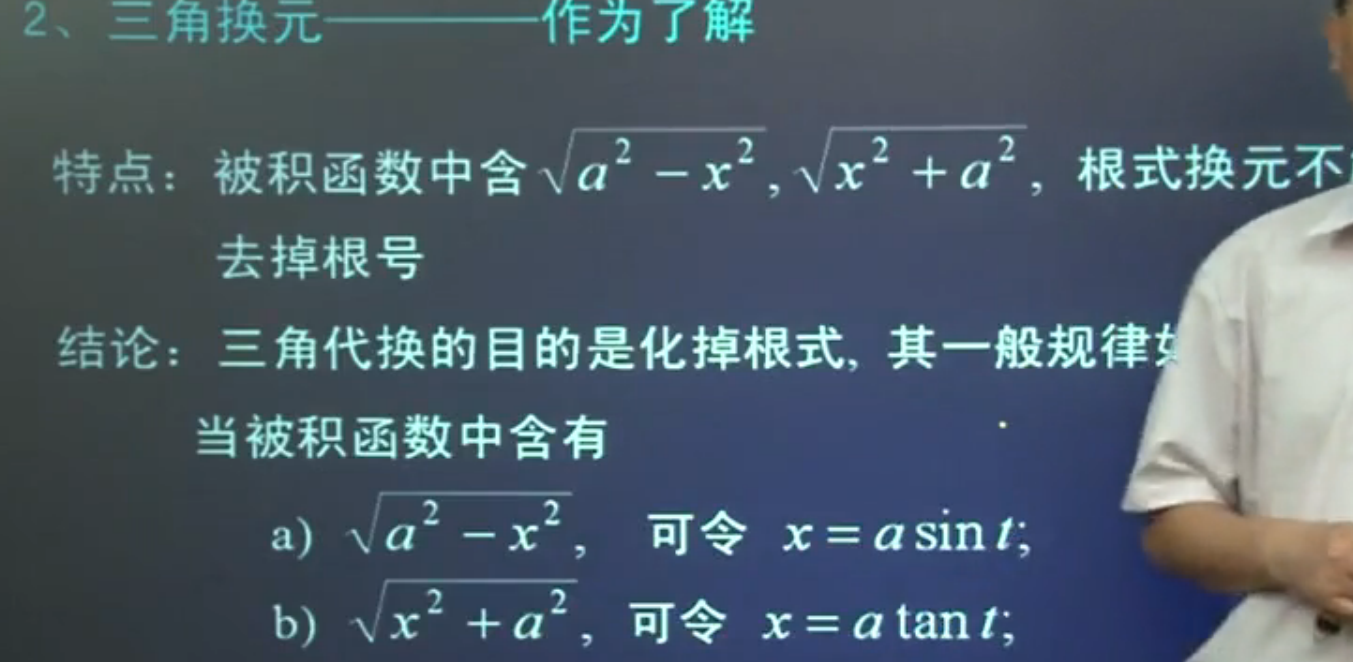 2、三角换元————作为了解
特点：被积函数中含√(a² − x²), √(x² + a²)，根式换元不
去掉根号
结论：三角代换的目的是化掉根式，其一般规律
当被积函数中含有
a) √(a² − x²)， 可令 x = a sin t;
b) √(x² + a²)，可令 x = a tan t;